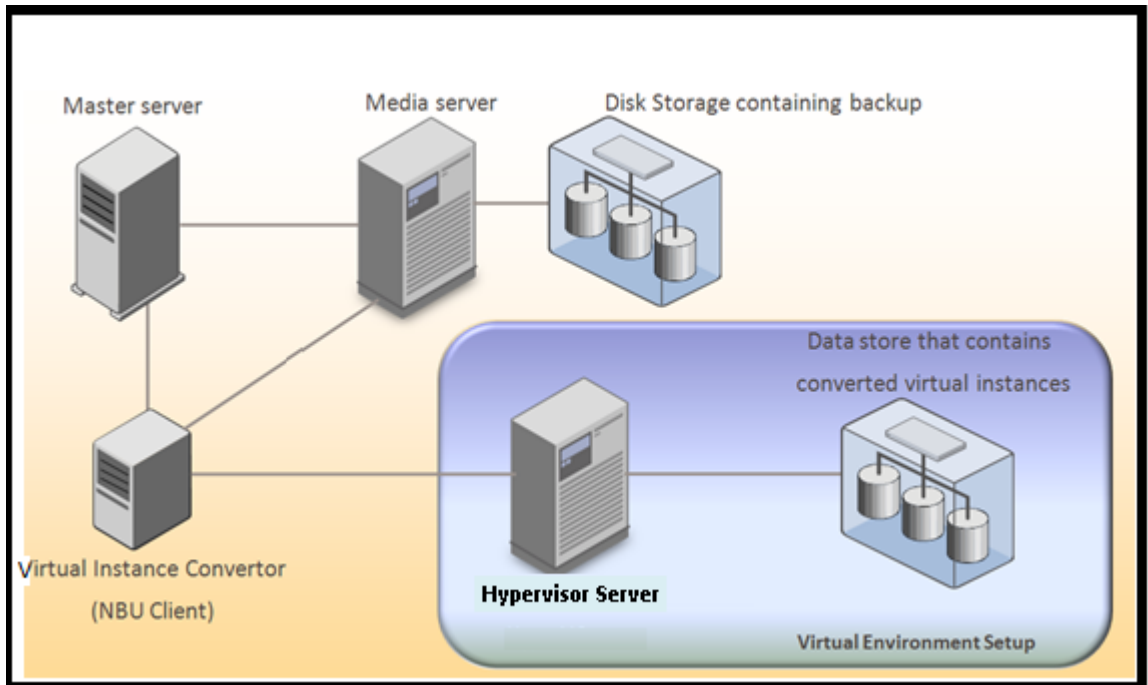 Master server
Media server
Disk Storage containing backup
Data store that contains
converted virtual instances
Virtual Instance Convertor
(NBU Client)
Hypervisor Server
Virtual Environment Setup